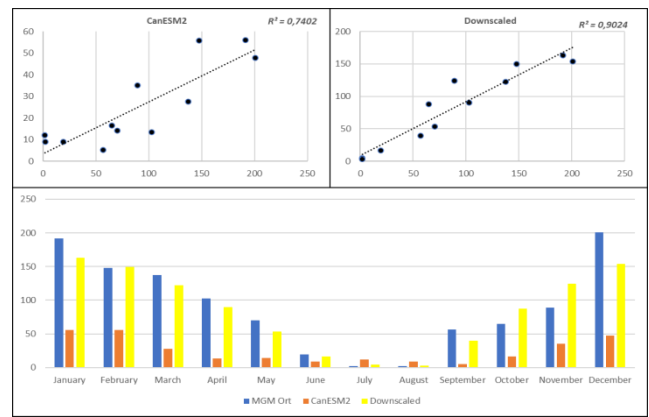 CanESM2
R² = 0,7402
60
50
40
30
20
10
0
0 50 100 150 200 250
Downscaled
R² = 0,9024
200
150
100
50
0
0 50 100 150 200 250
250
200
150
100
50
0
January February March April May June July August September October November December
MGM Ort CanESM2 Downscaled